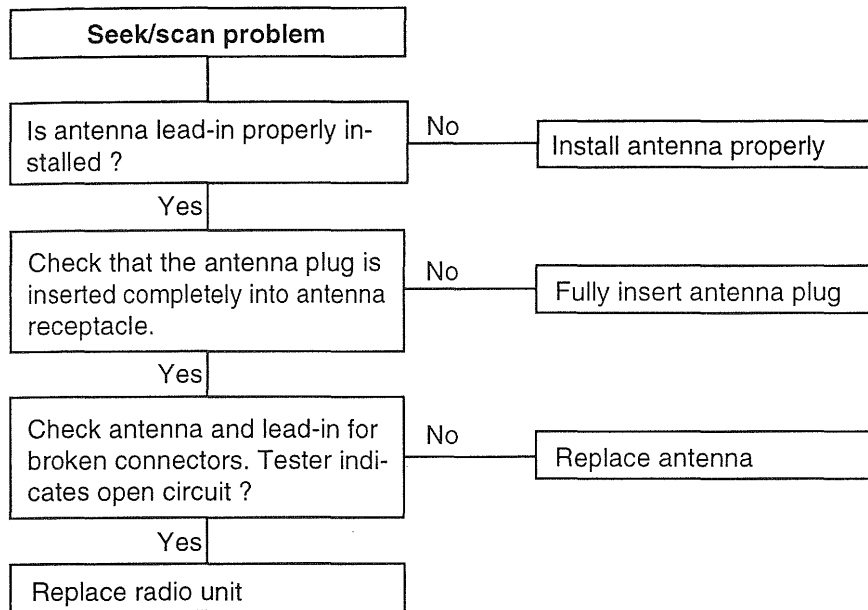 Seek/scan problem
Is antenna lead-in properly in-
stalled ?
No
Install antenna properly
Yes
Check that the antenna plug is
inserted completely into antenna
receptacle.
No
Fully insert antenna plug
Yes
Check antenna and lead-in for
broken connectors. Tester indi-
cates open circuit ?
No
Replace antenna
Yes
Replace radio unit